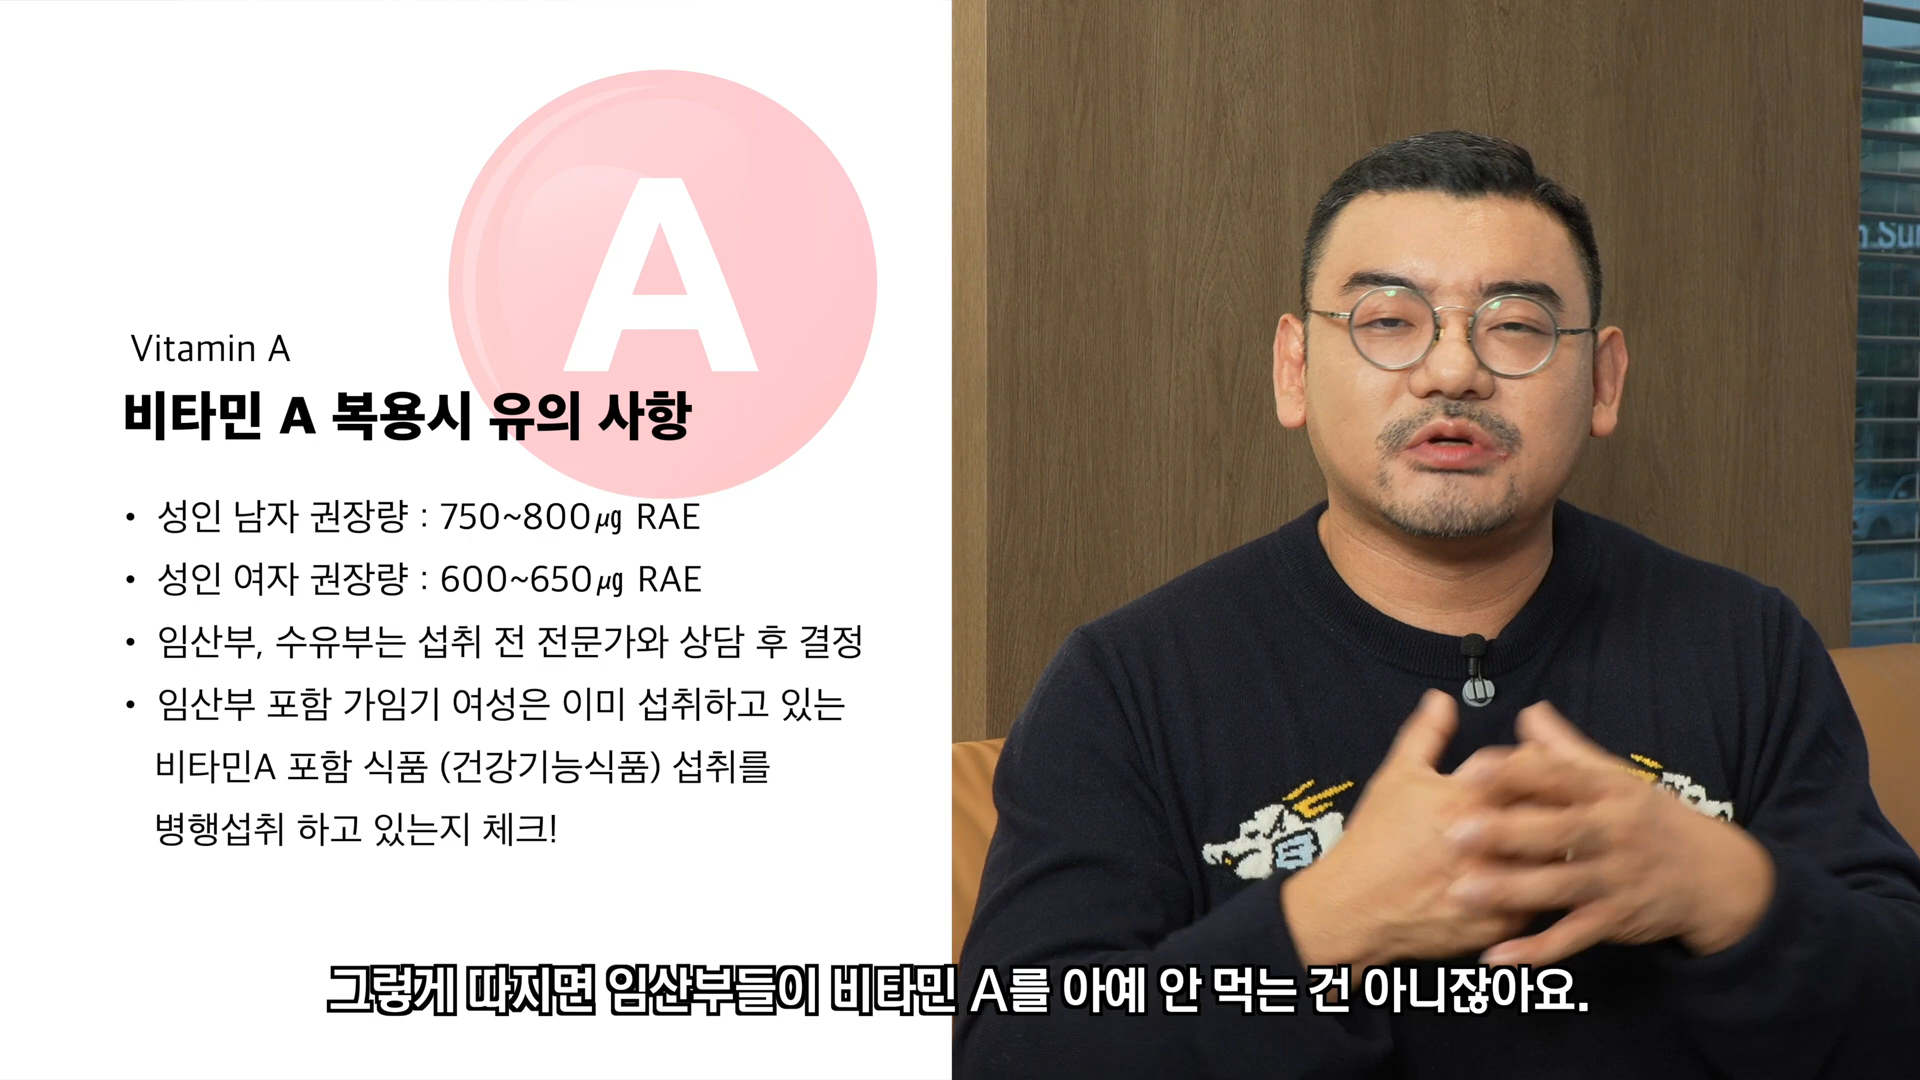 A
Vitamin A
비타민 A 복용시 유의 사항
• 성인 남자 권장량 : 750~800㎍ RAE
• 성인 여자 권장량 : 600~650㎍ RAE
• 임산부, 수유부는 섭취 전 전문가와 상담 후 결정
• 임산부 포함 가임기 여성은 이미 섭취하고 있는
비타민A 포함 식품 (건강기능식품) 섭취를
병행섭취 하고 있는지 체크!
그렇게 따지면 임산부들이 비타민 A를 아예 안 먹는 건 아니잖아요.